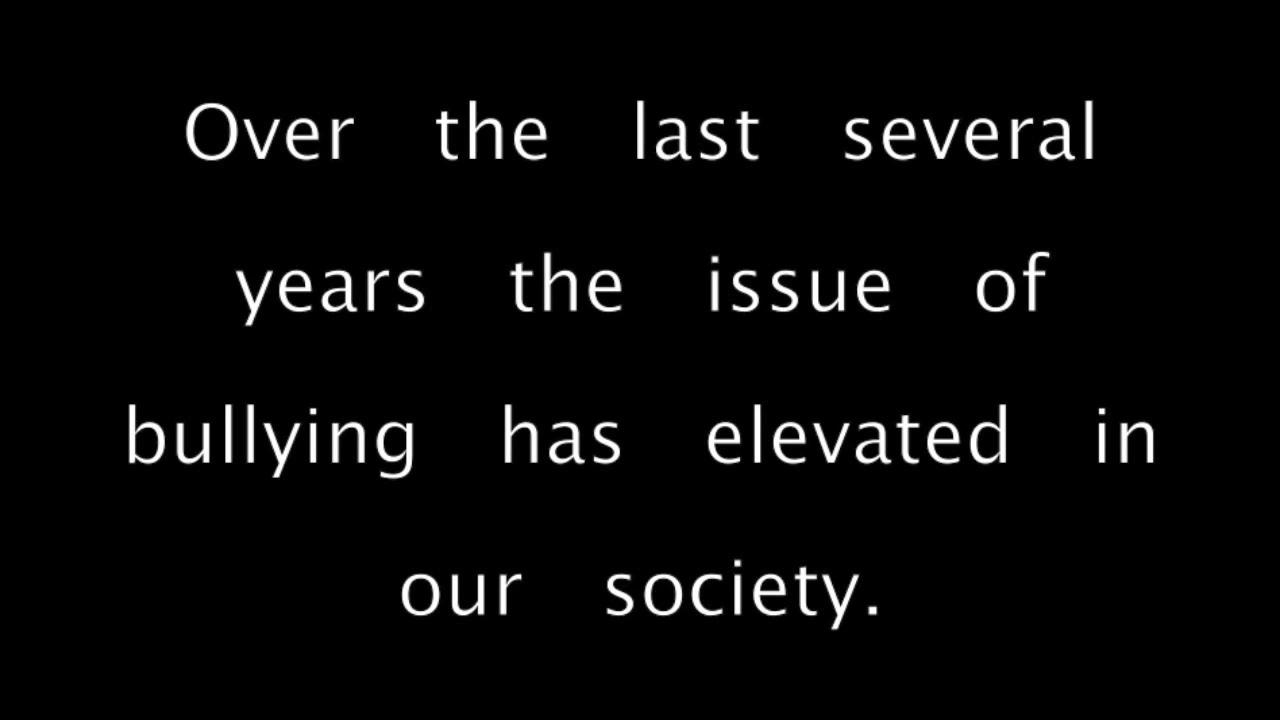 Over the last several
years the issue of
bullying has elevated in
our society.